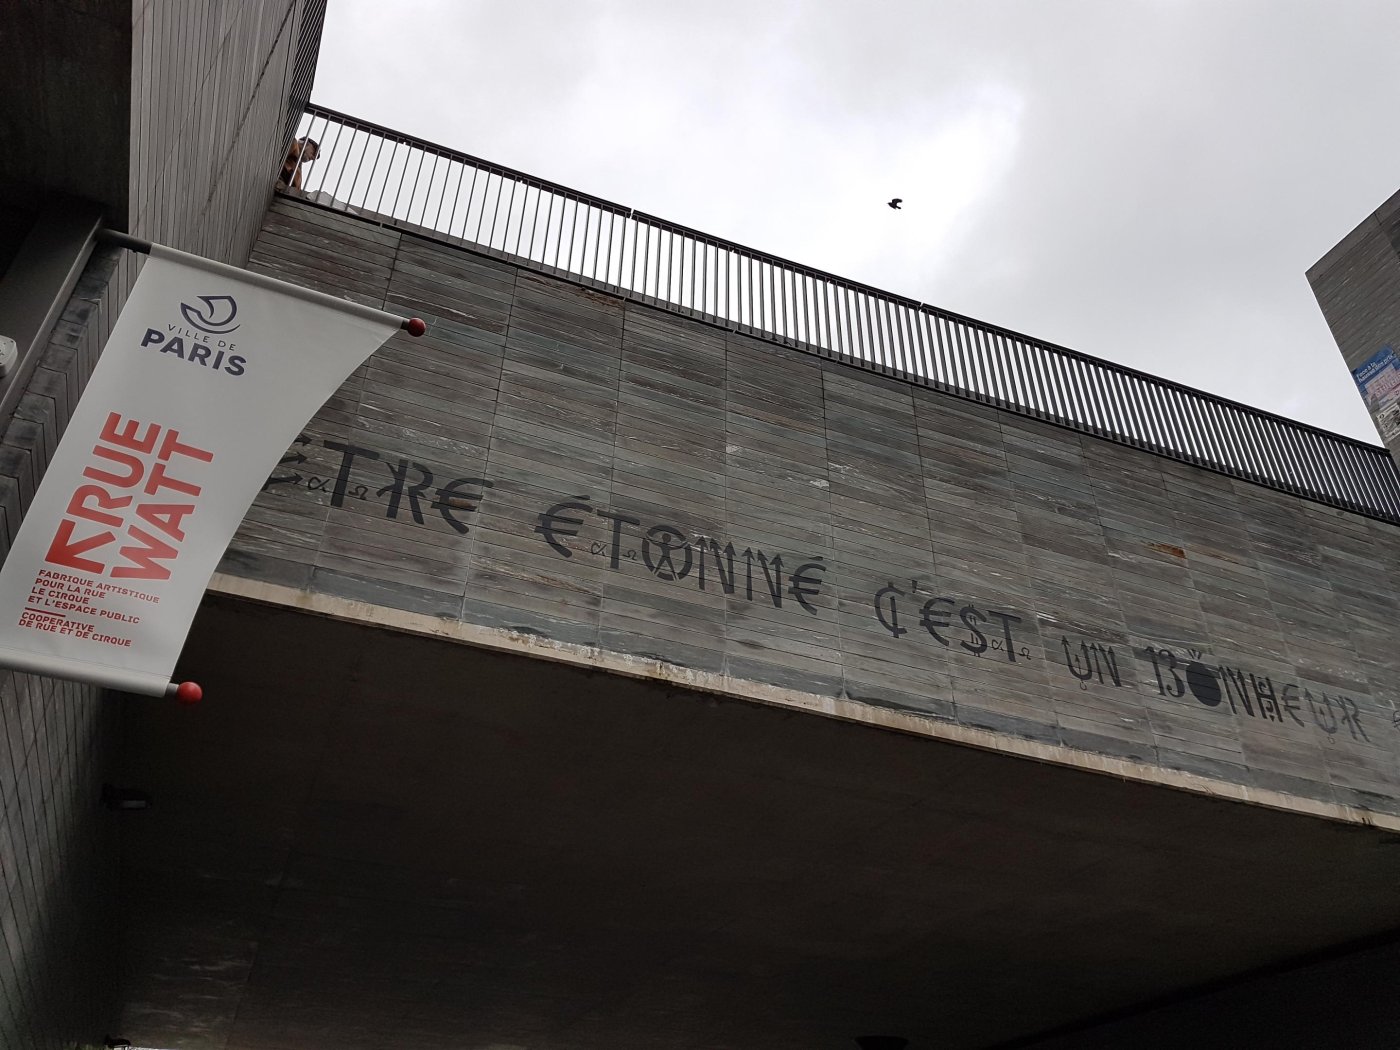 VILLE DE
PARIS
RUE
WATT
FABRIQUE ARTISTIQUE
POUR LA RUE
LE CIRQUE
ET L'ESPACE PUBLIC
COOPERATIVE
DE RUE ET DE CIRQUE
ÊTRE ÉTONNÉ C'EST UN BONHEUR